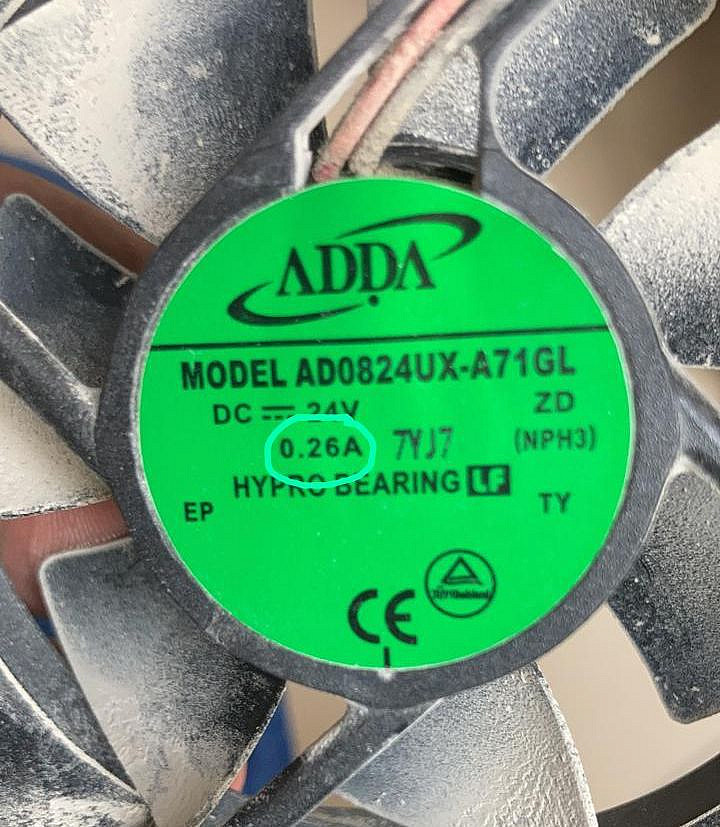 ADDA
MODEL AD0824UX-A71GL
DC ⎓ 24V ZD
0.26A 7YJ7 (NPH3)
HYPRO BEARING LF
EP TY
CE